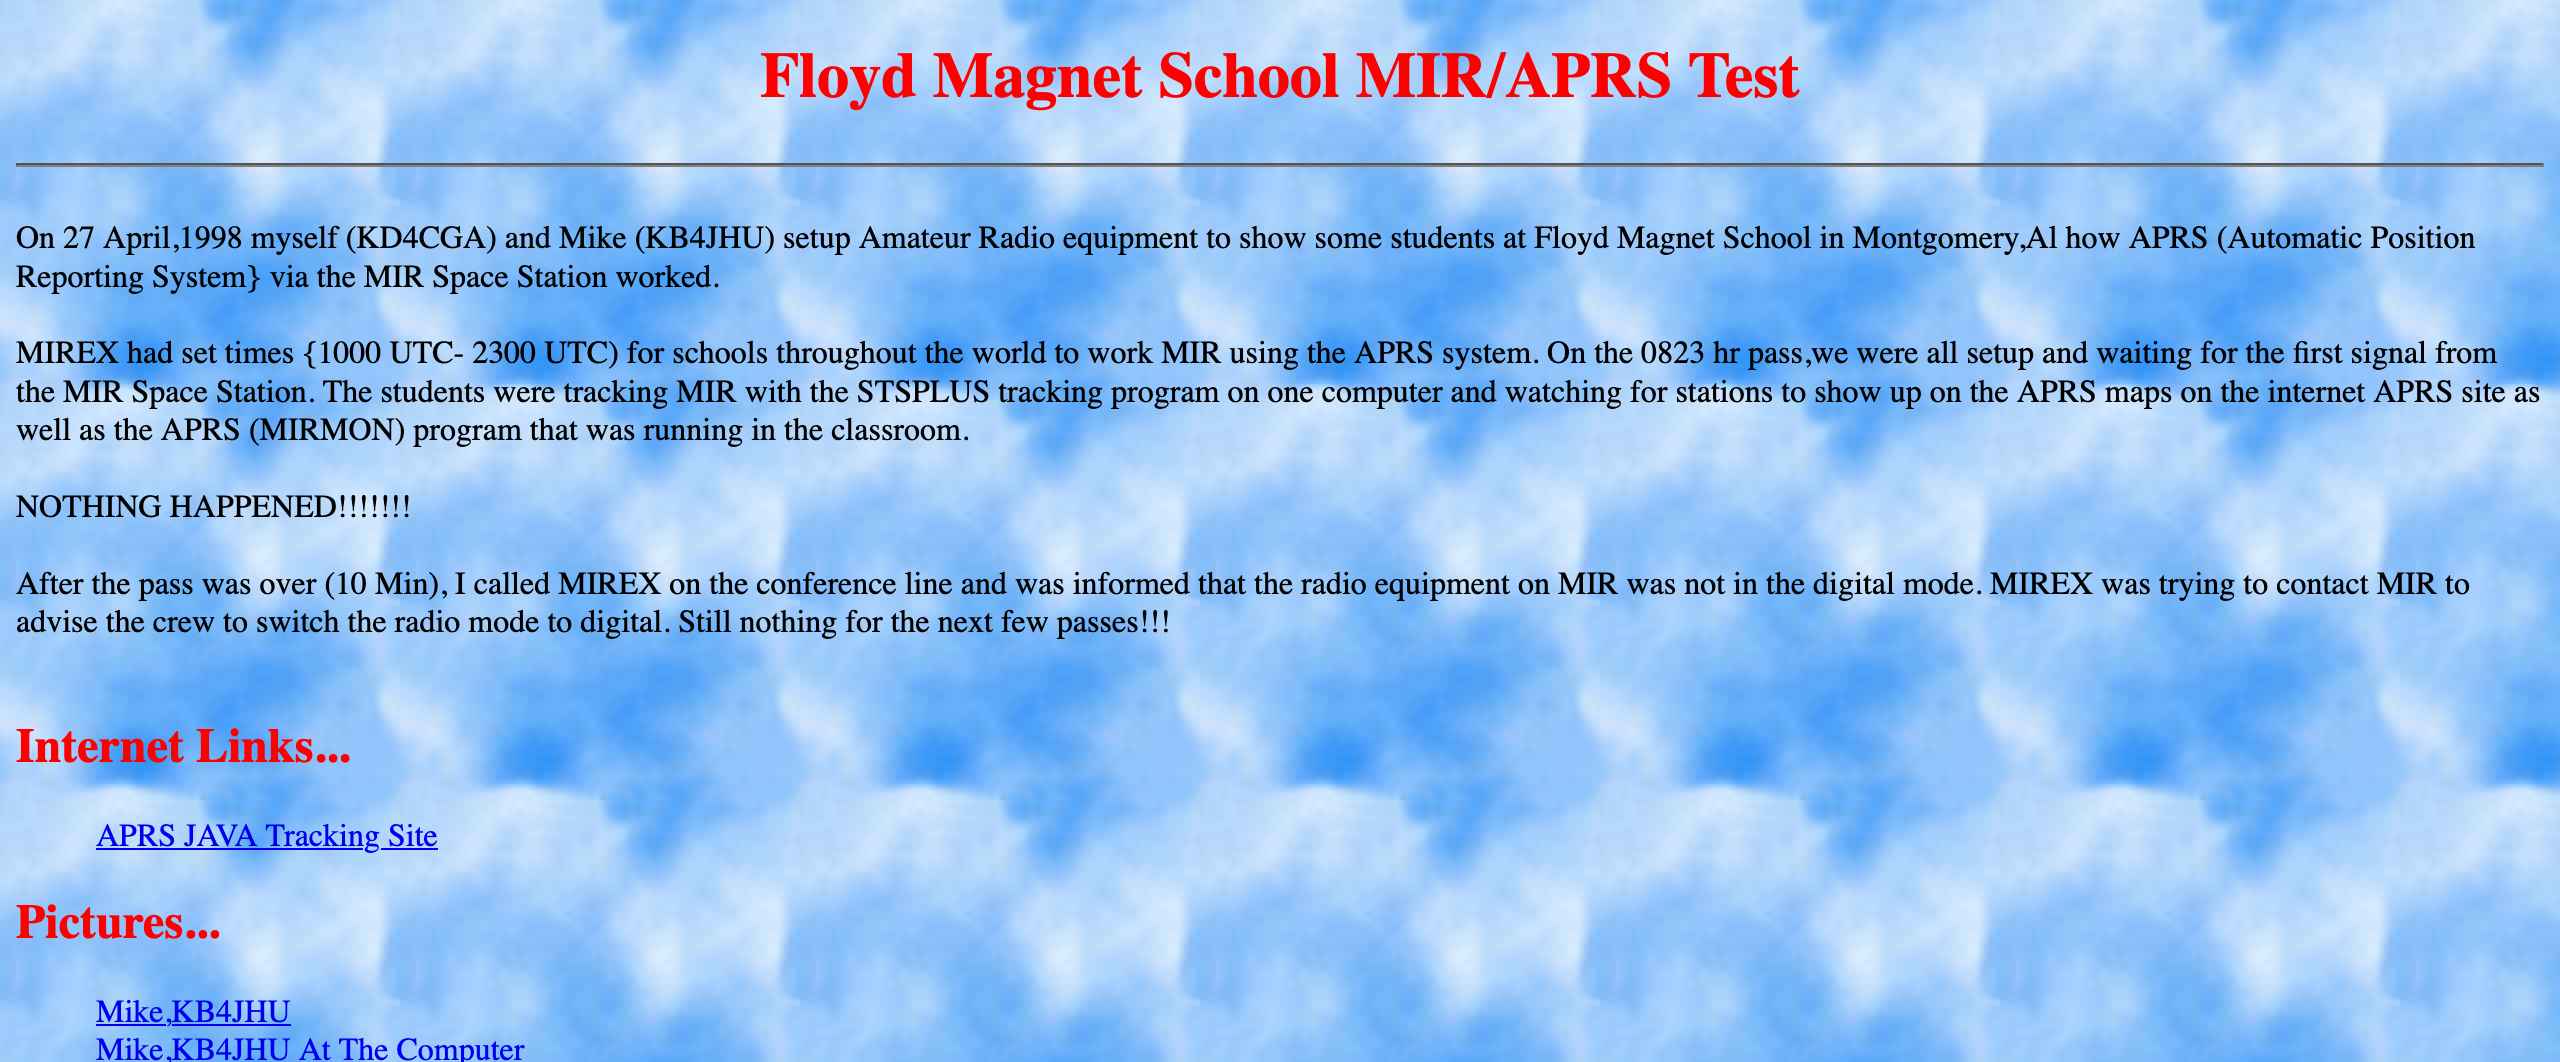 Floyd Magnet School MIR/APRS Test
On 27 April,1998 myself (KD4CGA) and Mike (KB4JHU) setup Amateur Radio equipment to show some students at Floyd Magnet School in Montgomery,Al how APRS (Automatic Position
Reporting System} via the MIR Space Station worked.
MIREX had set times {1000 UTC- 2300 UTC) for schools throughout the world to work MIR using the APRS system. On the 0823 hr pass,we were all setup and waiting for the first signal from
the MIR Space Station. The students were tracking MIR with the STSPLUS tracking program on one computer and watching for stations to show up on the APRS maps on the internet APRS site as
well as the APRS (MIRMON) program that was running in the classroom.
NOTHING HAPPENED!!!!!!!
After the pass was over (10 Min), I called MIREX on the conference line and was informed that the radio equipment on MIR was not in the digital mode. MIREX was trying to contact MIR to
advise the crew to switch the radio mode to digital. Still nothing for the next few passes!!!
Internet Links...
APRS JAVA Tracking Site
Pictures...
Mike,KB4JHU
Mike,KB4JHU At The Computer